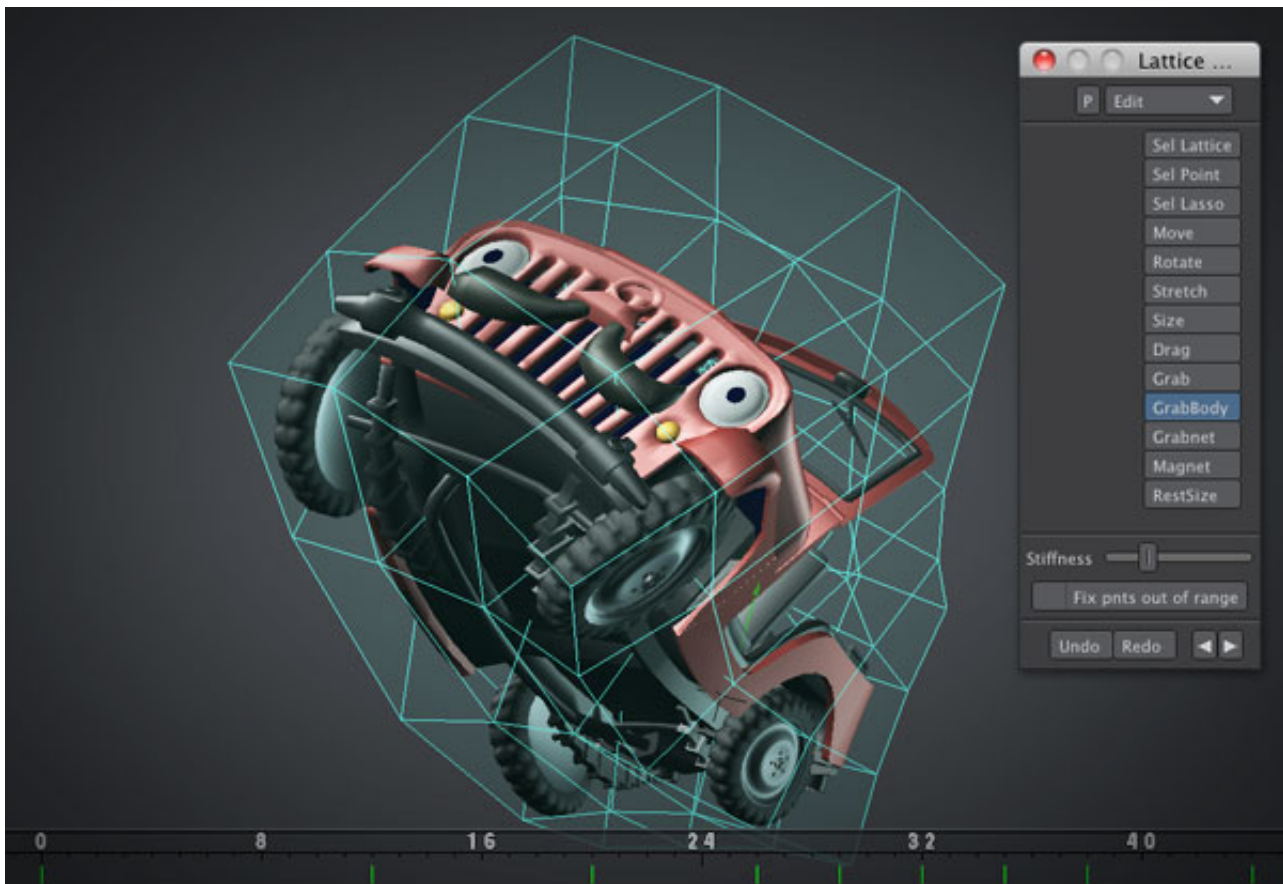 Lattice ...
P Edit
Sel Lattice
Sel Point
Sel Lasso
Move
Rotate
Stretch
Size
Drag
Grab
GrabBody
Grabnet
Magnet
RestSize
Stiffness
Fix pnts out of range
Undo Redo
0 8 16 24 32 40